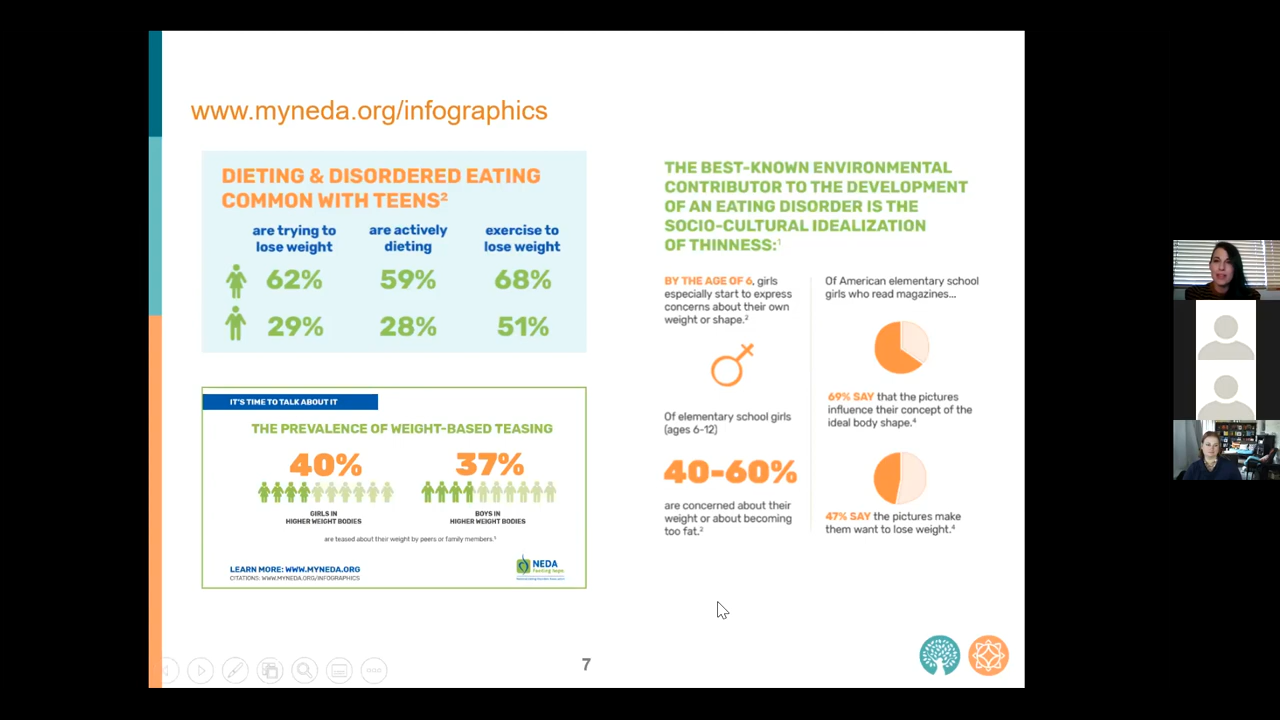 www.myneda.org/infographics
DIETING & DISORDERED EATING
COMMON WITH TEENS²
are trying to
lose weight
are actively
dieting
exercise to
lose weight
62% 59% 68%
29% 28% 51%
IT'S TIME TO TALK ABOUT IT
THE PREVALENCE OF WEIGHT-BASED TEASING
40% 37%
GIRLS IN
HIGHER WEIGHT BODIES
BOYS IN
HIGHER WEIGHT BODIES
are teased about their weight by peers or family members.⁵
LEARN MORE: WWW.MYNEDA.ORG
CITATIONS: WWW.MYNEDA.ORG/INFOGRAPHICS
NEDA
Feeding hope.
THE BEST-KNOWN ENVIRONMENTAL
CONTRIBUTOR TO THE DEVELOPMENT
OF AN EATING DISORDER IS THE
SOCIO-CULTURAL IDEALIZATION
OF THINNESS:¹
BY THE AGE OF 6, girls
especially start to express
concerns about their own
weight or shape.²
Of elementary school girls
(ages 6-12)
40-60%
are concerned about their
weight or about becoming
too fat.²
Of American elementary school
girls who read magazines...
69% SAY that the pictures
influence their concept of the
ideal body shape.⁴
47% SAY the pictures make
them want to lose weight.⁴
7